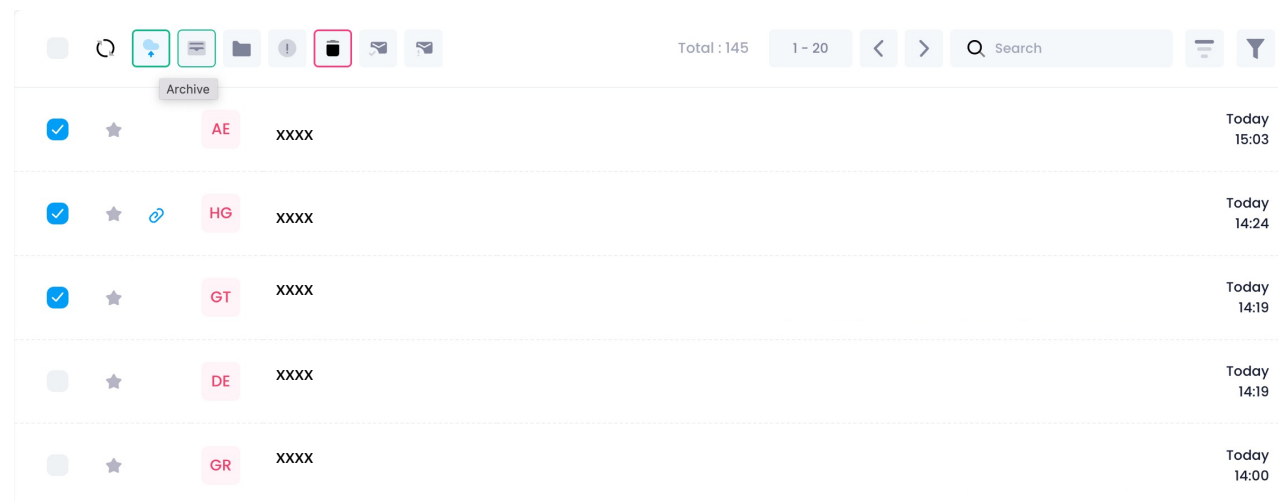 Total : 145 1 - 20 Search
Archive
AE XXXX Today
15:03
HG XXXX Today
14:24
GT XXXX Today
14:19
DE XXXX Today
14:19
GR XXXX Today
14:00